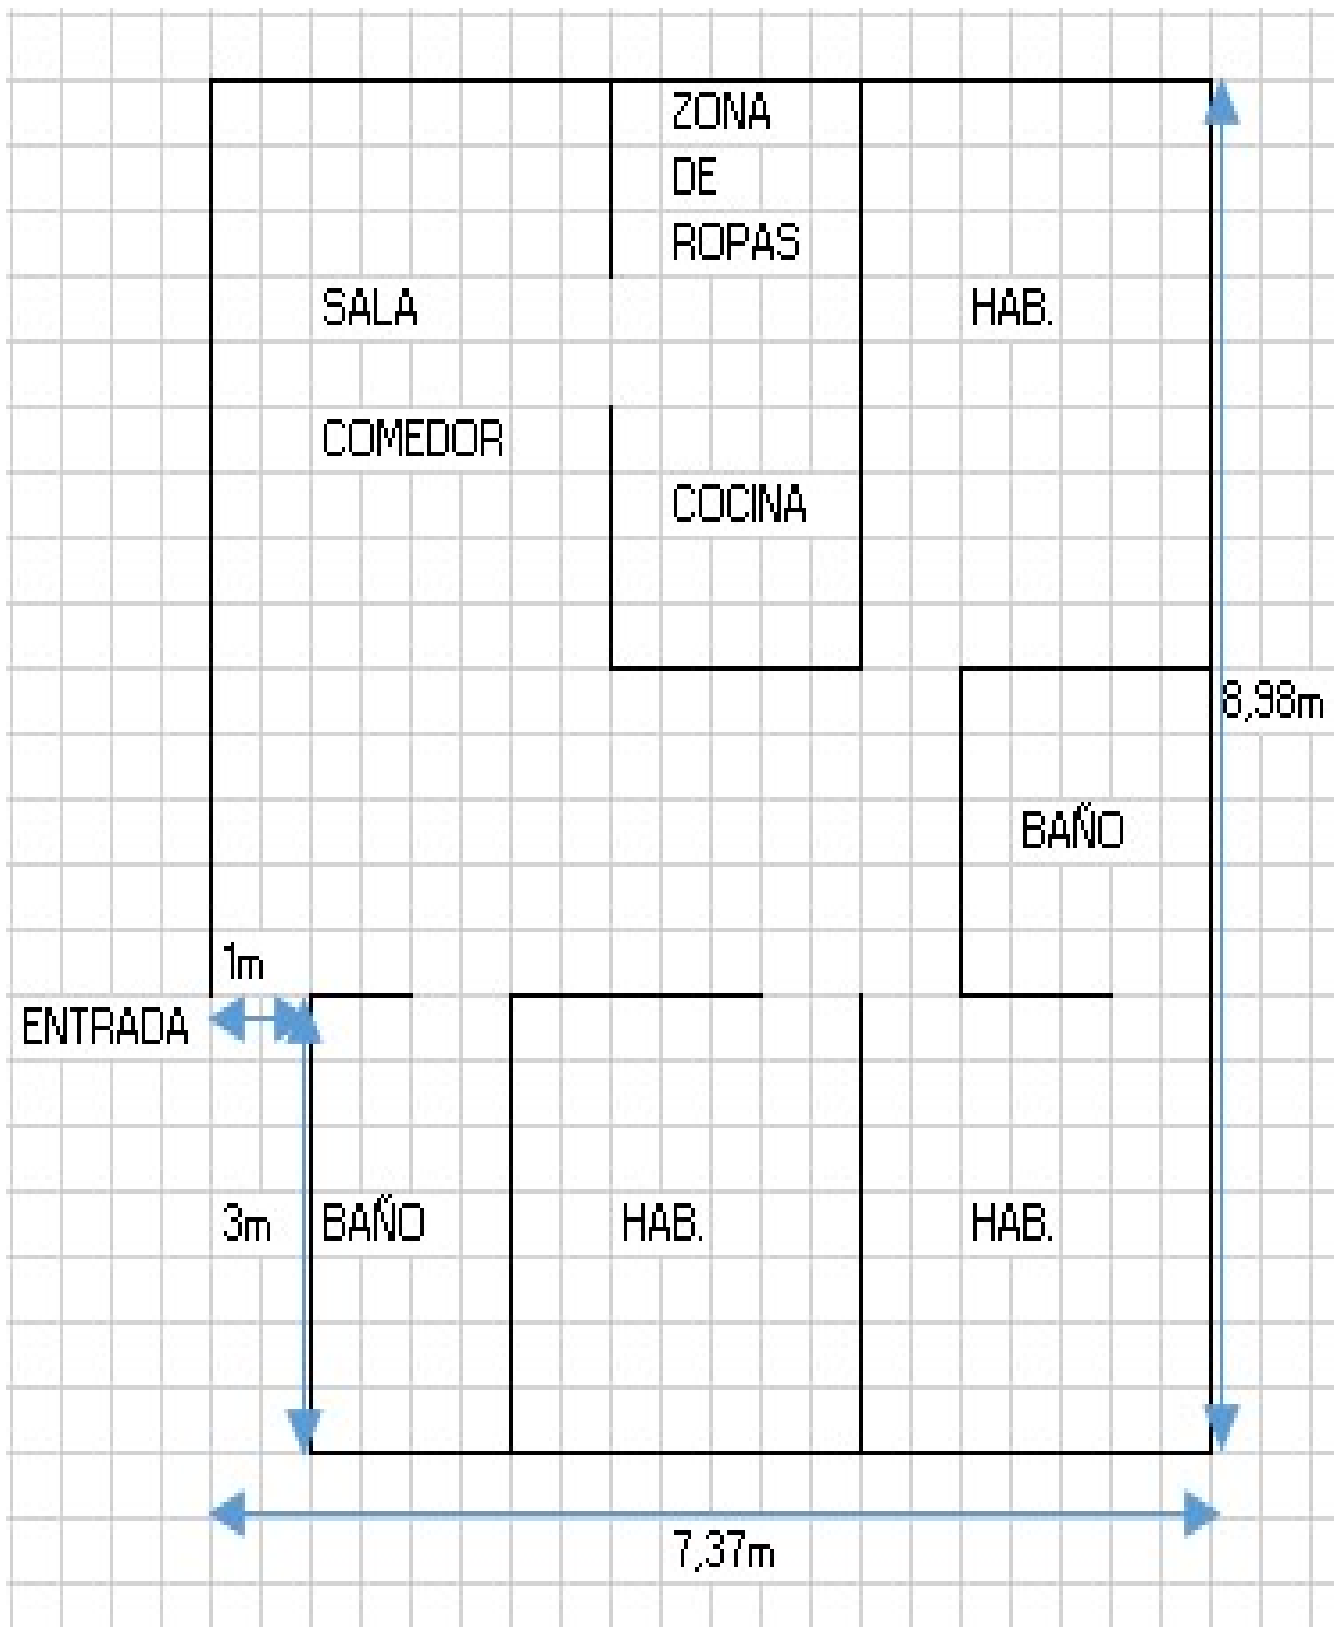 ZONA
DE
ROPAS
SALA
HAB.
COMEDOR
COCINA
8,98m
BAÑO
1m
ENTRADA
3m
BAÑO
HAB.
HAB.
7,37m